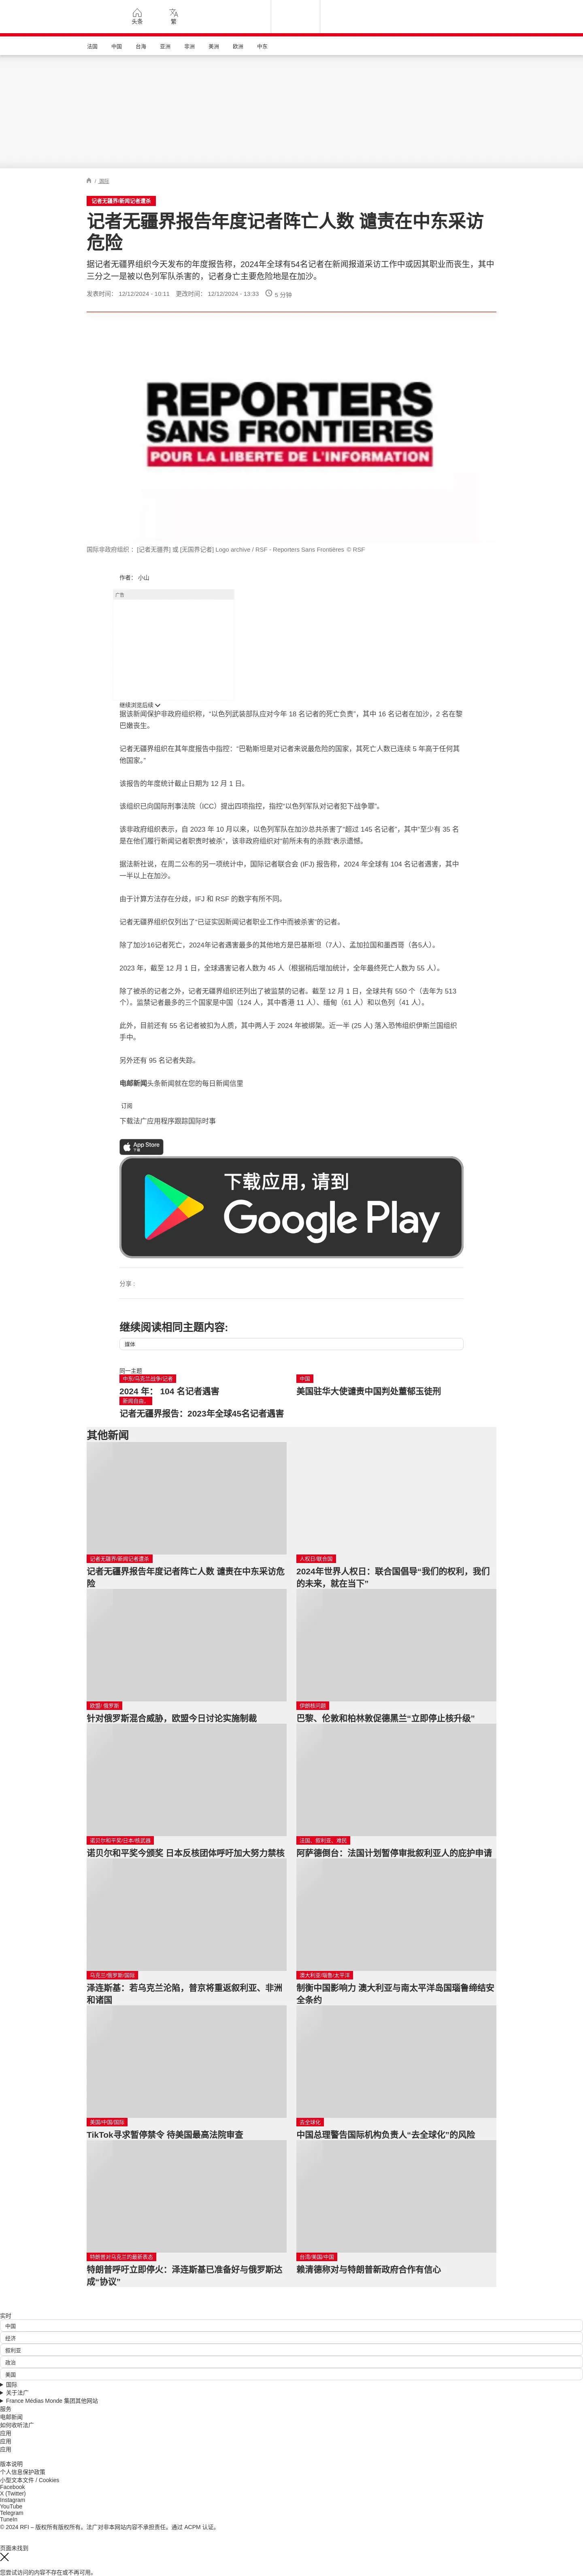 头条
繁
法国
中国
台海
亚洲
非洲
美洲
欧洲
中东
/ 国际
记者无疆界/新闻记者遭杀
记者无疆界报告年度记者阵亡人数 谴责在中东采访
危险
据记者无疆界组织今天发布的年度报告称，2024年全球有54名记者在新闻报道采访工作中或因其职业而丧生，其中
三分之一是被以色列军队杀害的，记者身亡主要危险地是在加沙。
发表时间： 12/12/2024 - 10:11 更改时间： 12/12/2024 - 13:33 5 分钟
REPORTERS
SANS FRONTIERES
POUR LA LIBERTE DE L'INFORMATION
国际非政府组织： [记者无疆界] 或 [无国界记者] Logo archive / RSF - Reporters Sans Frontières © RSF
作者： 小山
广告
继续浏览后续
据该新闻保护非政府组织称，“以色列武装部队应对今年 18 名记者的死亡负责”，其中 16 名记者在加沙，2 名在黎
巴嫩丧生。”
记者无疆界组织在其年度报告中指控：“巴勒斯坦是对记者来说最危险的国家，其死亡人数已连续 5 年高于任何其
他国家。”
该报告的年度统计截止日期为 12 月 1 日。
该组织已向国际刑事法院（ICC）提出四项指控，指控“以色列军队对记者犯下战争罪”。
该非政府组织表示，自 2023 年 10 月以来，以色列军队在加沙总共杀害了“超过 145 名记者”，其中“至少有 35 名
是在他们履行新闻记者职责时被杀”，该非政府组织对“前所未有的杀戮”表示遗憾。
据法新社说，在周二公布的另一项统计中，国际记者联合会 (IFJ) 报告称，2024 年全球有 104 名记者遇害，其中
一半以上在加沙。
由于计算方法存在分歧，IFJ 和 RSF 的数字有所不同。
记者无疆界组织仅列出了“已证实因新闻记者职业工作中而被杀害”的记者。
除了加沙16记者死亡，2024年记者遇害最多的其他地方是巴基斯坦（7人）、孟加拉国和墨西哥（各5人）。
2023 年，截至 12 月 1 日，全球遇害记者人数为 45 人（根据稍后增加统计，全年最终死亡人数为 55 人）。
除了被杀的记者之外，记者无疆界组织还列出了被监禁的记者。截至 12 月 1 日，全球共有 550 个（去年为 513
个）。监禁记者最多的三个国家是中国（124 人，其中香港 11 人）、缅甸（61 人）和以色列（41 人）。
此外，目前还有 55 名记者被扣为人质，其中两人于 2024 年被绑架。近一半 (25 人) 落入恐怖组织伊斯兰国组织
手中。
另外还有 95 名记者失踪。
电邮新闻头条新闻就在您的每日新闻信里
订阅
下载法广应用程序跟踪国际时事
App Store
下载
下载应用，请到
Google Play
分享 :
继续阅读相同主题内容:
媒体
同一主题
中东/乌克兰战争/记者
2024 年： 104 名记者遇害
中国
美国驻华大使谴责中国判处董郁玉徒刑
新闻自由、
记者无疆界报告：2023年全球45名记者遇害
其他新闻
记者无疆界/新闻记者遭杀
记者无疆界报告年度记者阵亡人数 谴责在中东采访危
险
人权日/联合国
2024年世界人权日：联合国倡导“我们的权利，我们
的未来，就在当下”
欧盟/ 俄罗斯
针对俄罗斯混合威胁，欧盟今日讨论实施制裁
伊朗核问题
巴黎、伦敦和柏林敦促德黑兰“立即停止核升级”
诺贝尔和平奖/日本/核武器
诺贝尔和平奖今颁奖 日本反核团体呼吁加大努力禁核
法国、叙利亚、难民
阿萨德倒台：法国计划暂停审批叙利亚人的庇护申请
乌克兰/俄罗斯/国际
泽连斯基：若乌克兰沦陷，普京将重返叙利亚、非洲
和诸国
澳大利亚/瑙鲁/太平洋
制衡中国影响力 澳大利亚与南太平洋岛国瑙鲁缔结安
全条约
美国/中国/国际
TikTok寻求暂停禁令 待美国最高法院审查
去全球化
中国总理警告国际机构负责人“去全球化”的风险
特朗普对乌克兰的最新表态
特朗普呼吁立即停火：泽连斯基已准备好与俄罗斯达
成“协议”
台湾/美国/中国
赖清德称对与特朗普新政府合作有信心
实时
中国
经济
叙利亚
政治
美国
国际
关于法广
France Médias Monde 集团其他网站
服务
电邮新闻
如何收听法广
应用
应用
应用
版本说明
个人信息保护政策
小型文本文件 / Cookies
Facebook
X (Twitter)
Instagram
YouTube
Telegram
TuneIn
© 2024 RFI – 版权所有版权所有。法广对非本网站内容不承担责任。通过 ACPM 认证。
页面未找到
您尝试访问的内容不存在或不再可用。